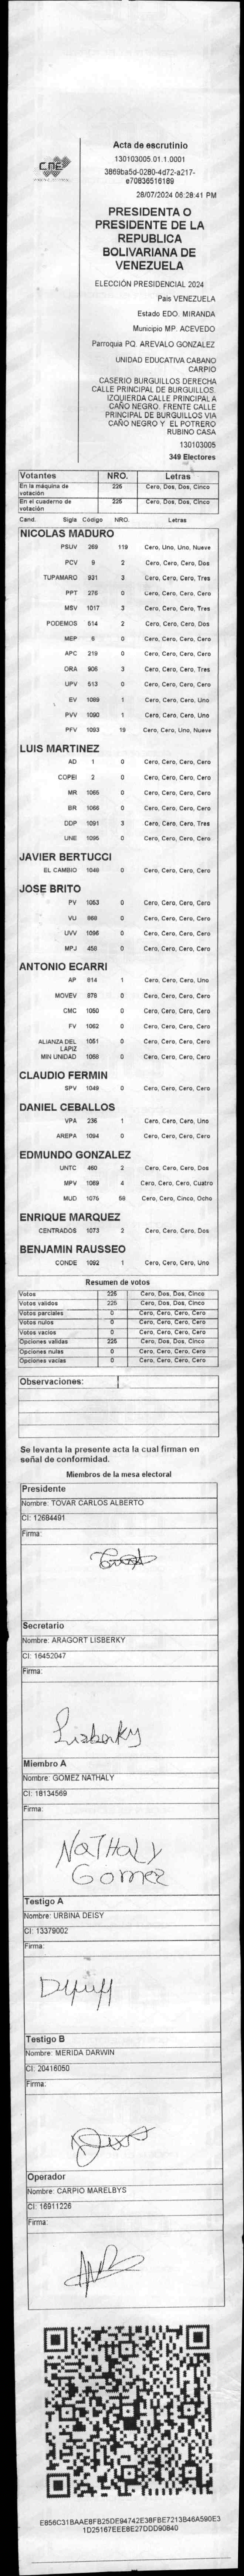 CNE
Acta de escrutinio
130103005.01.1.0001
3869ba5d-0280-4d72-a217-
e70836516189
28/07/2024 06:28:41 PM
PRESIDENTA O
PRESIDENTE DE LA
REPUBLICA
BOLIVARIANA DE
VENEZUELA
ELECCIÓN PRESIDENCIAL 2024
Pais VENEZUELA
Estado EDO. MIRANDA
Municipio MP. ACEVEDO
Parroquia PQ. AREVALO GONZALEZ
UNIDAD EDUCATIVA CABANO
CARPIO
CASERIO BURGUILLOS DERECHA
CALLE PRINCIPAL DE BURGUILLOS.
IZQUIERDA CALLE PRINCIPAL A
CAÑO NEGRO. FRENTE CALLE
PRINCIPAL DE BURGUILLOS VIA
CAÑO NEGRO Y EL POTRERO
RUBINO CASA
130103005
349 Electores
Votantes NRO. Letras
En la máquina de votación 225 Cero, Dos, Dos, Cinco
En el cuaderno de votación 225 Cero, Dos, Dos, Cinco
Cand. Sigla Código NRO. Letras
NICOLAS MADURO
PSUV 269 119 Cero, Uno, Uno, Nueve
PCV 9 2 Cero, Cero, Cero, Dos
TUPAMARO 931 3 Cero, Cero, Cero, Tres
PPT 276 0 Cero, Cero, Cero, Cero
MSV 1017 3 Cero, Cero, Cero, Tres
PODEMOS 514 2 Cero, Cero, Cero, Dos
MEP 6 0 Cero, Cero, Cero, Cero
APC 219 0 Cero, Cero, Cero, Cero
ORA 906 3 Cero, Cero, Cero, Tres
UPV 513 0 Cero, Cero, Cero, Cero
EV 1089 1 Cero, Cero, Cero, Uno
PVV 1090 1 Cero, Cero, Cero, Uno
PFV 1093 19 Cero, Cero, Uno, Nueve
LUIS MARTINEZ
AD 1 0 Cero, Cero, Cero, Cero
COPEI 2 0 Cero, Cero, Cero, Cero
MR 1065 0 Cero, Cero, Cero, Cero
BR 1066 0 Cero, Cero, Cero, Cero
DDP 1091 3 Cero, Cero, Cero, Tres
UNE 1095 0 Cero, Cero, Cero, Cero
JAVIER BERTUCCI
EL CAMBIO 1048 0 Cero, Cero, Cero, Cero
JOSE BRITO
PV 1053 0 Cero, Cero, Cero, Cero
VU 868 0 Cero, Cero, Cero, Cero
UVV 1096 0 Cero, Cero, Cero, Cero
MPJ 456 0 Cero, Cero, Cero, Cero
ANTONIO ECARRI
AP 814 1 Cero, Cero, Cero, Uno
MOVEV 878 0 Cero, Cero, Cero, Cero
CMC 1050 0 Cero, Cero, Cero, Cero
FV 1062 0 Cero, Cero, Cero, Cero
ALIANZA DEL LAPIZ 1051 0 Cero, Cero, Cero, Cero
MIN UNIDAD 1068 0 Cero, Cero, Cero, Cero
CLAUDIO FERMIN
SPV 1049 0 Cero, Cero, Cero, Cero
DANIEL CEBALLOS
VPA 236 1 Cero, Cero, Cero, Uno
AREPA 1094 0 Cero, Cero, Cero, Cero
EDMUNDO GONZALEZ
UNTC 460 2 Cero, Cero, Cero, Dos
MPV 1069 4 Cero, Cero, Cero, Cuatro
MUD 1076 58 Cero, Cero, Cinco, Ocho
ENRIQUE MARQUEZ
CENTRADOS 1073 2 Cero, Cero, Cero, Dos
BENJAMIN RAUSSEO
CONDE 1092 1 Cero, Cero, Cero, Uno
Resumen de votos
Votos 225 Cero, Dos, Dos, Cinco
Votos validos 225 Cero, Dos, Dos, Cinco
Votos parciales 0 Cero, Cero, Cero, Cero
Votos nulos 0 Cero, Cero, Cero, Cero
Votos vacios 0 Cero, Cero, Cero, Cero
Opciones validas 225 Cero, Dos, Dos, Cinco
Opciones nulas 0 Cero, Cero, Cero, Cero
Opciones vacias 0 Cero, Cero, Cero, Cero
Observaciones:
Se levanta la presente acta la cual firman en
señal de conformidad.
Miembros de la mesa electoral
Presidente
Nombre: TOVAR CARLOS ALBERTO
CI: 12684491
Firma:
Secretario
Nombre: ARAGORT LISBERKY
CI: 16452047
Firma:
Lisberky
Miembro A
Nombre: GOMEZ NATHALY
CI: 18134569
Firma:
NaTHaLy
Gomez
Testigo A
Nombre: URBINA DEISY
CI: 13379002
Firma:
Testigo B
Nombre: MERIDA DARWIN
CI: 20416050
Firma:
Operador
Nombre: CARPIO MARELBYS
CI: 16911226
Firma:
E856C31BAAE8FB25DE94742E38FBE7213B46A590E3
1D25167EEE8E27DDD90840